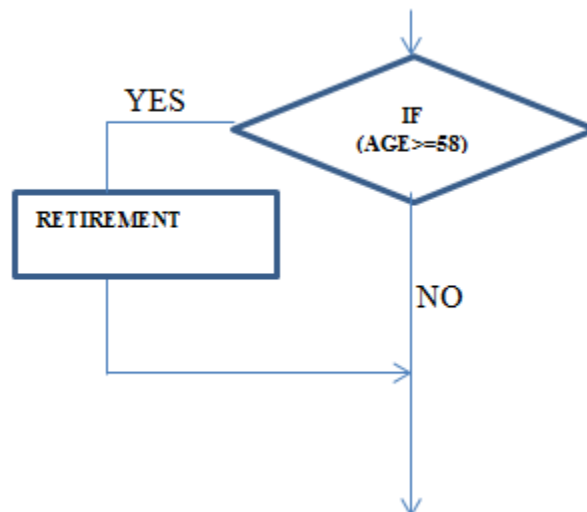 YES
IF
(AGE>=58)
RETIREMENT
NO